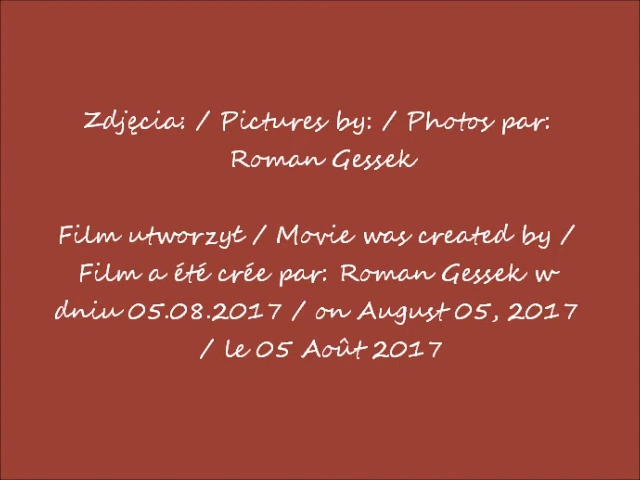 Zdjęcia: / Pictures by: / Photos par:
Roman Gessek
Film utworzył / Movie was created by /
Film a été crée par: Roman Gessek w
dniu 05.08.2017 / on August 05, 2017
/ le 05 Août 2017